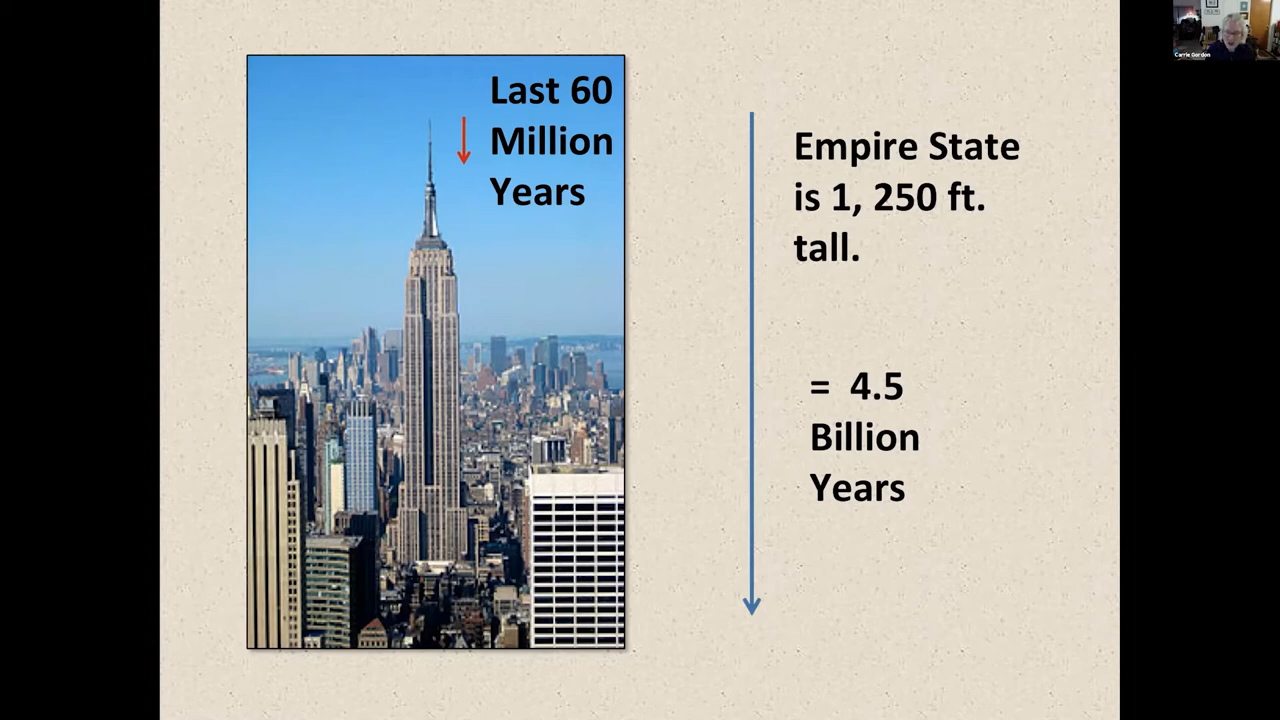 Last 60
Million
Years
Empire State
is 1, 250 ft.
tall.
= 4.5
Billion
Years
Carrie Gordon